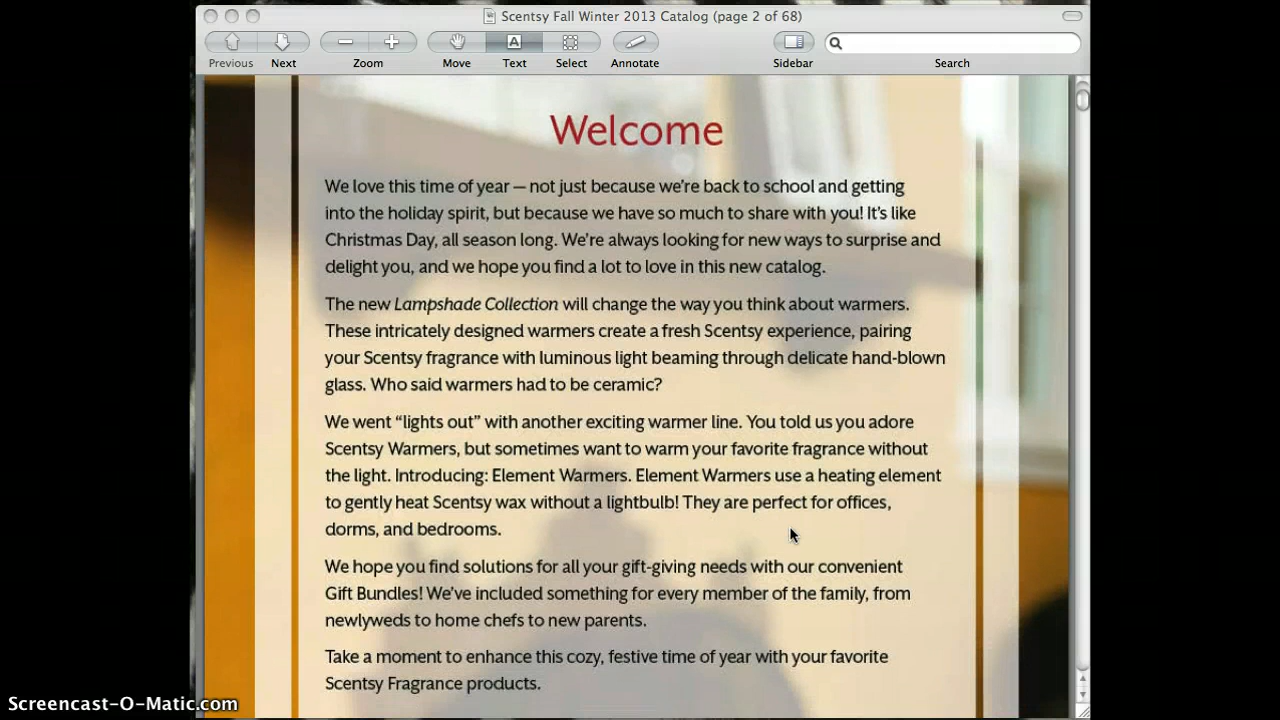 Scentsy Fall Winter 2013 Catalog (page 2 of 68)
Previous Next Zoom Move Text Select Annotate Sidebar Search
A
Welcome
We love this time of year — not just because we're back to school and getting
into the holiday spirit, but because we have so much to share with you! It's like
Christmas Day, all season long. We're always looking for new ways to surprise and
delight you, and we hope you find a lot to love in this new catalog.
The new Lampshade Collection will change the way you think about warmers.
These intricately designed warmers create a fresh Scentsy experience, pairing
your Scentsy fragrance with luminous light beaming through delicate hand-blown
glass. Who said warmers had to be ceramic?
We went “lights out” with another exciting warmer line. You told us you adore
Scentsy Warmers, but sometimes want to warm your favorite fragrance without
the light. Introducing: Element Warmers. Element Warmers use a heating element
to gently heat Scentsy wax without a lightbulb! They are perfect for offices,
dorms, and bedrooms.
We hope you find solutions for all your gift-giving needs with our convenient
Gift Bundles! We've included something for every member of the family, from
newlyweds to home chefs to new parents.
Take a moment to enhance this cozy, festive time of year with your favorite
Scentsy Fragrance products.
Screencast-O-Matic.com